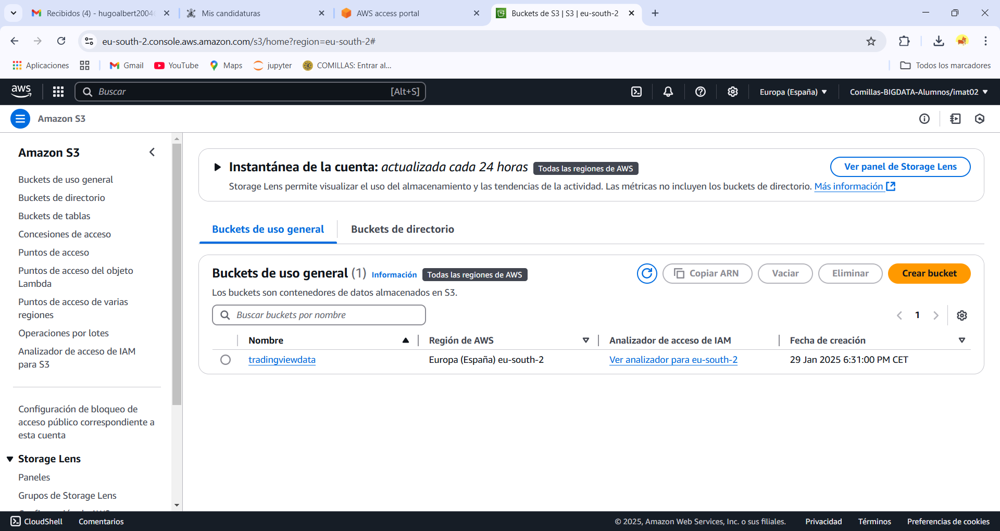 Recibidos (4) - hugoalbert2004
Mis candidaturas
AWS access portal
Buckets de S3 | S3 | eu-south-2
eu-south-2.console.aws.amazon.com/s3/home?region=eu-south-2#
Aplicaciones
Gmail
YouTube
Maps
jupyter
COMILLAS: Entrar al...
Todos los marcadores
aws
Buscar
[Alt+S]
Europa (España)
Comillas-BIGDATA-Alumnos/imat02
Amazon S3
Amazon S3
Buckets de uso general
Buckets de directorio
Buckets de tablas
Concesiones de acceso
Puntos de acceso
Puntos de acceso del objeto
Lambda
Puntos de acceso de varias
regiones
Operaciones por lotes
Analizador de acceso de IAM
para S3
Configuración de bloqueo de
acceso público correspondiente a
esta cuenta
Storage Lens
Paneles
Grupos de Storage Lens
Instantánea de la cuenta: actualizada cada 24 horas
Todas las regiones de AWS
Ver panel de Storage Lens
Storage Lens permite visualizar el uso del almacenamiento y las tendencias de la actividad. Las métricas no incluyen los buckets de directorio. Más información
Buckets de uso general
Buckets de directorio
Buckets de uso general (1)
Información
Todas las regiones de AWS
Copiar ARN
Vaciar
Eliminar
Crear bucket
Los buckets son contenedores de datos almacenados en S3.
Buscar buckets por nombre
1
Nombre
Región de AWS
Analizador de acceso de IAM
Fecha de creación
tradingviewdata
Europa (España) eu-south-2
Ver analizador para eu-south-2
29 Jan 2025 6:31:00 PM CET
CloudShell
Comentarios
© 2025, Amazon Web Services, Inc. o sus filiales.
Privacidad
Términos
Preferencias de cookies